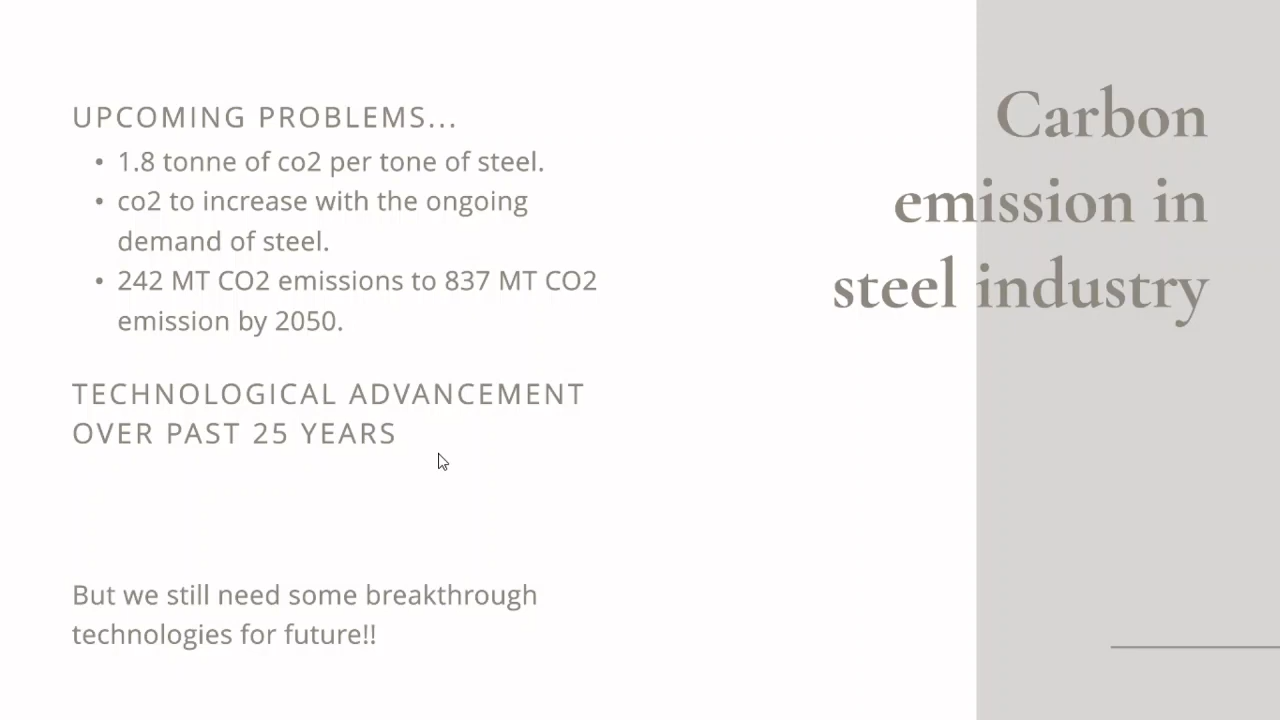 UPCOMING PROBLEMS...
• 1.8 tonne of co2 per tone of steel.
• co2 to increase with the ongoing
demand of steel.
• 242 MT CO2 emissions to 837 MT CO2
emission by 2050.
TECHNOLOGICAL ADVANCEMENT
OVER PAST 25 YEARS
But we still need some breakthrough
technologies for future!!
Carbon
emission in
steel industry